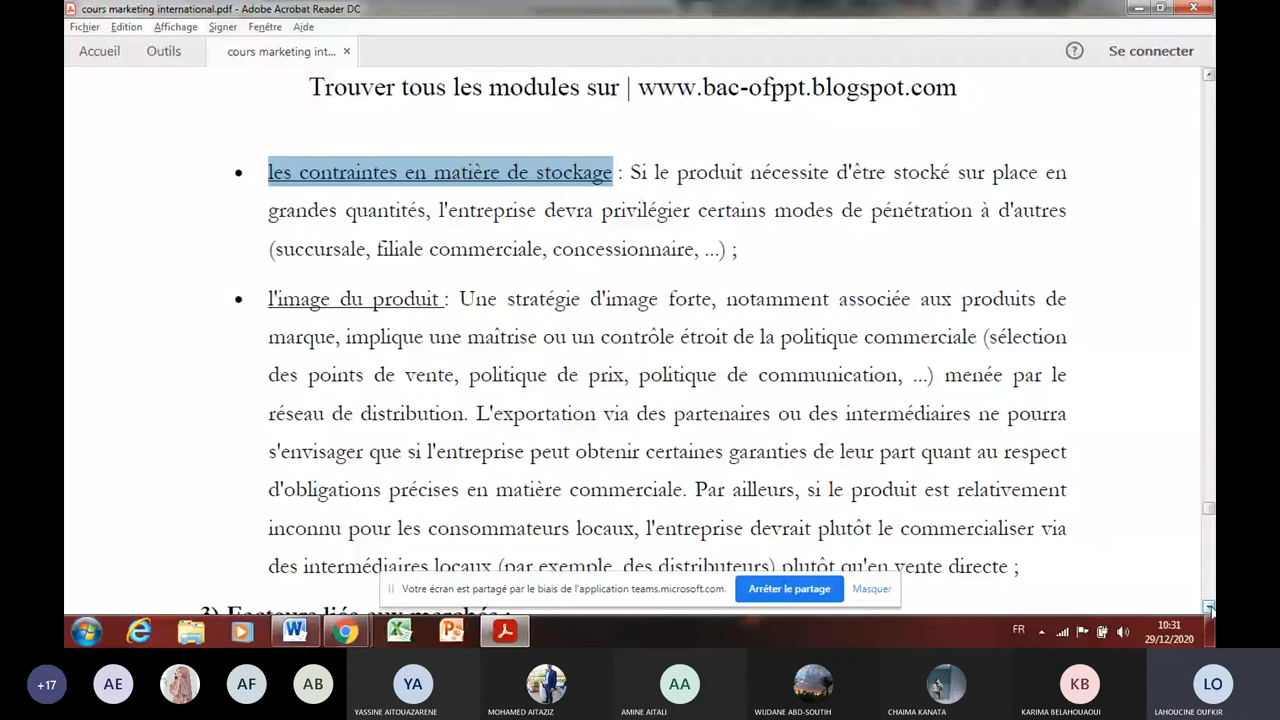 cours marketing international.pdf - Adobe Acrobat Reader DC
Fichier Edition Affichage Signer Fenêtre Aide
Accueil Outils cours marketing int... × ? Se connecter
Trouver tous les modules sur | www.bac-ofppt.blogspot.com
• les contraintes en matière de stockage : Si le produit nécessite d'être stocké sur place en
grandes quantités, l'entreprise devra privilégier certains modes de pénétration à d'autres
(succursale, filiale commerciale, concessionnaire, ...) ;
• l'image du produit : Une stratégie d'image forte, notamment associée aux produits de
marque, implique une maîtrise ou un contrôle étroit de la politique commerciale (sélection
des points de vente, politique de prix, politique de communication, ...) menée par le
réseau de distribution. L'exportation via des partenaires ou des intermédiaires ne pourra
s'envisager que si l'entreprise peut obtenir certaines garanties de leur part quant au respect
d'obligations précises en matière commerciale. Par ailleurs, si le produit est relativement
inconnu pour les consommateurs locaux, l'entreprise devrait plutôt le commercialiser via
des intermédiaires locaux (par exemple, des distributeurs) plutôt qu'en vente directe ;
Votre écran est partagé par le biais de l'application teams.microsoft.com. Arrêter le partage Masquer
3) Facteurs liés aux marchés :
FR 10:31
29/12/2020
+17 AE AF AB YA AA KB LO
YASSINE AITOUAZARENE MOHAMED AITAZIZ AMINE AITALI WIJDANE ABD-SOUTIH CHAIMA KANATA KARIMA BELAHOUAOUI LAHOUCINE OUFKIR